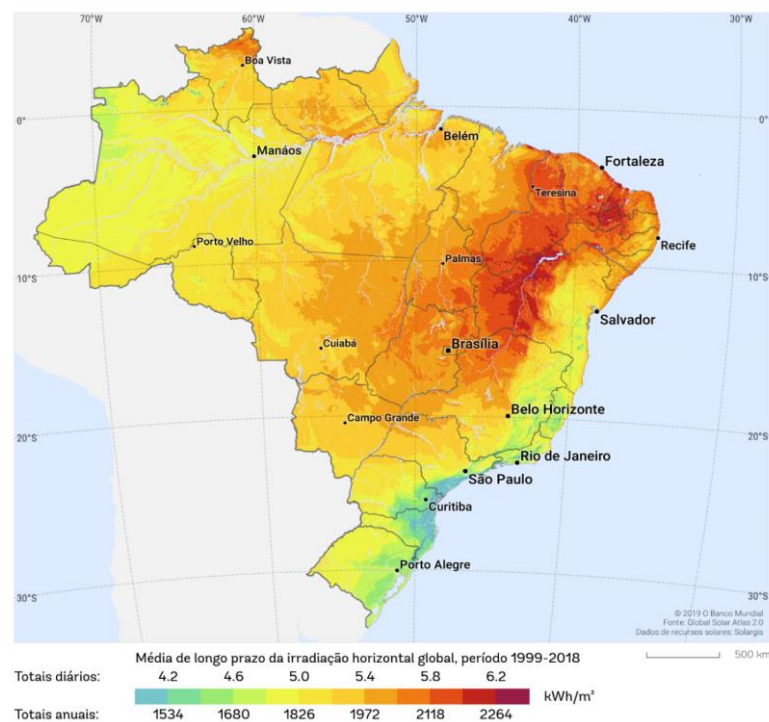 70°W 60°W 50°W 40°W 30°W
Boa Vista
0° 0°
Belém
Manáos
Fortaleza
Teresina
Porto Velho
Recife
Palmas
10°S 10°S
Salvador
Cuiabá
Brasília
Campo Grande
Belo Horizonte
20°S 20°S
Rio de Janeiro
São Paulo
Curitiba
Porto Alegre
30°S 30°S
© 2019 O Banco Mundial
Fonte: Global Solar Atlas 2.0
Dados de recursos solares: Solargis
Média de longo prazo da irradiação horizontal global, período 1999-2018
500 km
Totais diários: 4.2 4.6 5.0 5.4 5.8 6.2
kWh/m²
Totais anuais: 1534 1680 1826 1972 2118 2264